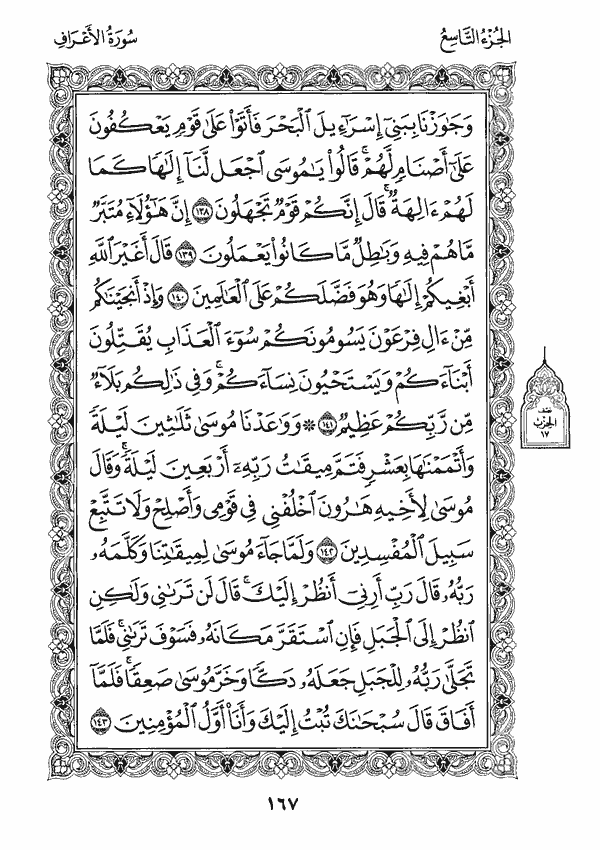 الجُزْءُ التَّاسِعُ
سُورَةُ الأَعْرَافِ
وَجَٰوَزْنَا بِبَنِيٓ إِسْرَٰٓءِيلَ ٱلْبَحْرَ فَأَتَوْا۟ عَلَىٰ قَوْمٍ يَعْكُفُونَ
عَلَىٰٓ أَصْنَامٍ لَّهُمْ ۚ قَالُوا۟ يَٰمُوسَى ٱجْعَل لَّنَآ إِلَٰهًا كَمَا
لَهُمْ ءَالِهَةٌ ۚ قَالَ إِنَّكُمْ قَوْمٌ تَجْهَلُونَ ١٣٨ إِنَّ هَٰٓؤُلَآءِ مُتَبَّرٌ
مَّا هُمْ فِيهِ وَبَٰطِلٌ مَّا كَانُوا۟ يَعْمَلُونَ ١٣٩ قَالَ أَغَيْرَ ٱللَّهِ
أَبْغِيكُمْ إِلَٰهًا وَهُوَ فَضَّلَكُمْ عَلَى ٱلْعَٰلَمِينَ ١٤٠ وَإِذْ أَنجَيْنَٰكُم
مِّنْ ءَالِ فِرْعَوْنَ يَسُومُونَكُمْ سُوٓءَ ٱلْعَذَابِ يُقَتِّلُونَ
أَبْنَآءَكُمْ وَيَسْتَحْيُونَ نِسَآءَكُمْ ۚ وَفِي ذَٰلِكُم بَلَآءٌ
مِّن رَّبِّكُمْ عَظِيمٌ ١٤١ ۞ وَوَٰعَدْنَا مُوسَىٰ ثَلَٰثِينَ لَيْلَةً
وَأَتْمَمْنَٰهَا بِعَشْرٍ فَتَمَّ مِيقَٰتُ رَبِّهِۦٓ أَرْبَعِينَ لَيْلَةً ۚ وَقَالَ
مُوسَىٰ لِأَخِيهِ هَٰرُونَ ٱخْلُفْنِي فِي قَوْمِي وَأَصْلِحْ وَلَا تَتَّبِعْ
سَبِيلَ ٱلْمُفْسِدِينَ ١٤٢ وَلَمَّا جَآءَ مُوسَىٰ لِمِيقَٰتِنَا وَكَلَّمَهُۥ
رَبُّهُۥ قَالَ رَبِّ أَرِنِيٓ أَنظُرْ إِلَيْكَ ۚ قَالَ لَن تَرَىٰنِي وَلَٰكِنِ
ٱنظُرْ إِلَى ٱلْجَبَلِ فَإِنِ ٱسْتَقَرَّ مَكَانَهُۥ فَسَوْفَ تَرَىٰنِي ۚ فَلَمَّا
تَجَلَّىٰ رَبُّهُۥ لِلْجَبَلِ جَعَلَهُۥ دَكًّا وَخَرَّ مُوسَىٰ صَعِقًا ۚ فَلَمَّآ
أَفَاقَ قَالَ سُبْحَٰنَكَ تُبْتُ إِلَيْكَ وَأَنَا۠ أَوَّلُ ٱلْمُؤْمِنِينَ ١٤٣
نصف
الحزب
١٧
١٦٧